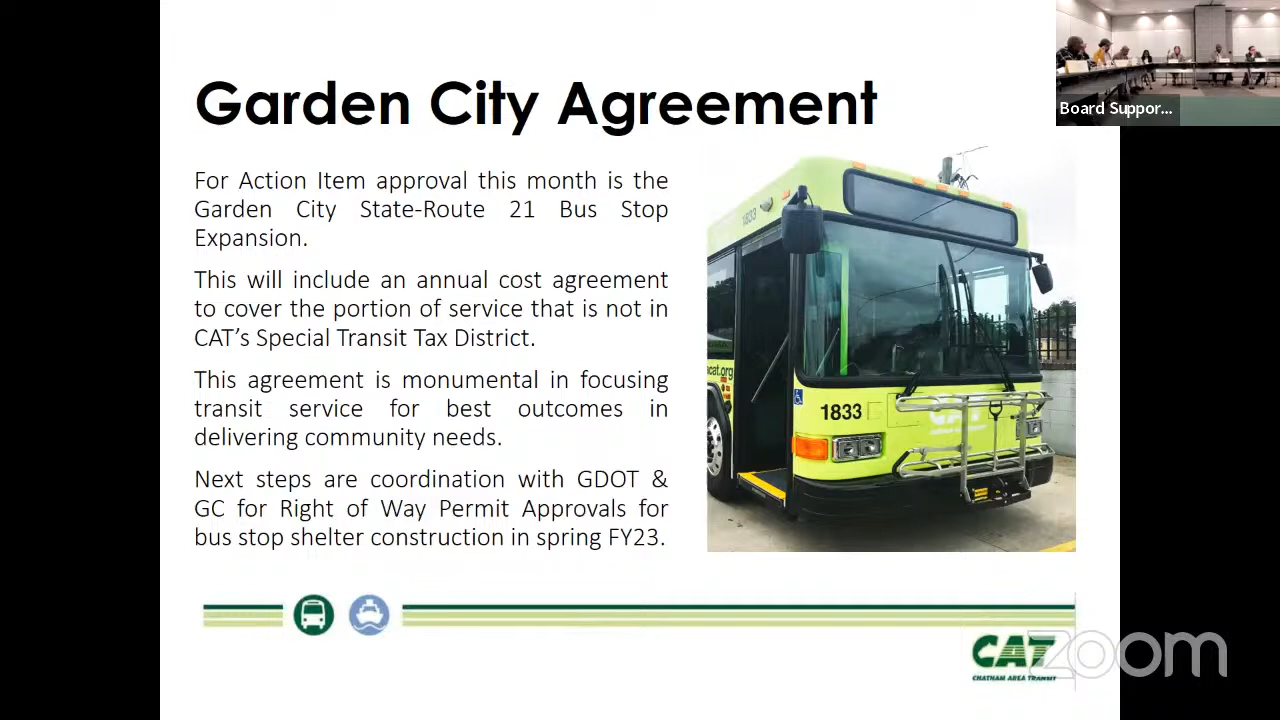 Garden City Agreement
Board Suppor...
For Action Item approval this month is the
Garden City State-Route 21 Bus Stop
Expansion.
This will include an annual cost agreement
to cover the portion of service that is not in
CAT's Special Transit Tax District.
This agreement is monumental in focusing
transit service for best outcomes in
delivering community needs.
Next steps are coordination with GDOT &
GC for Right of Way Permit Approvals for
bus stop shelter construction in spring FY23.
1833
cat.org
1833
CAT
CAT
CHATHAM AREA TRANSIT
zoom